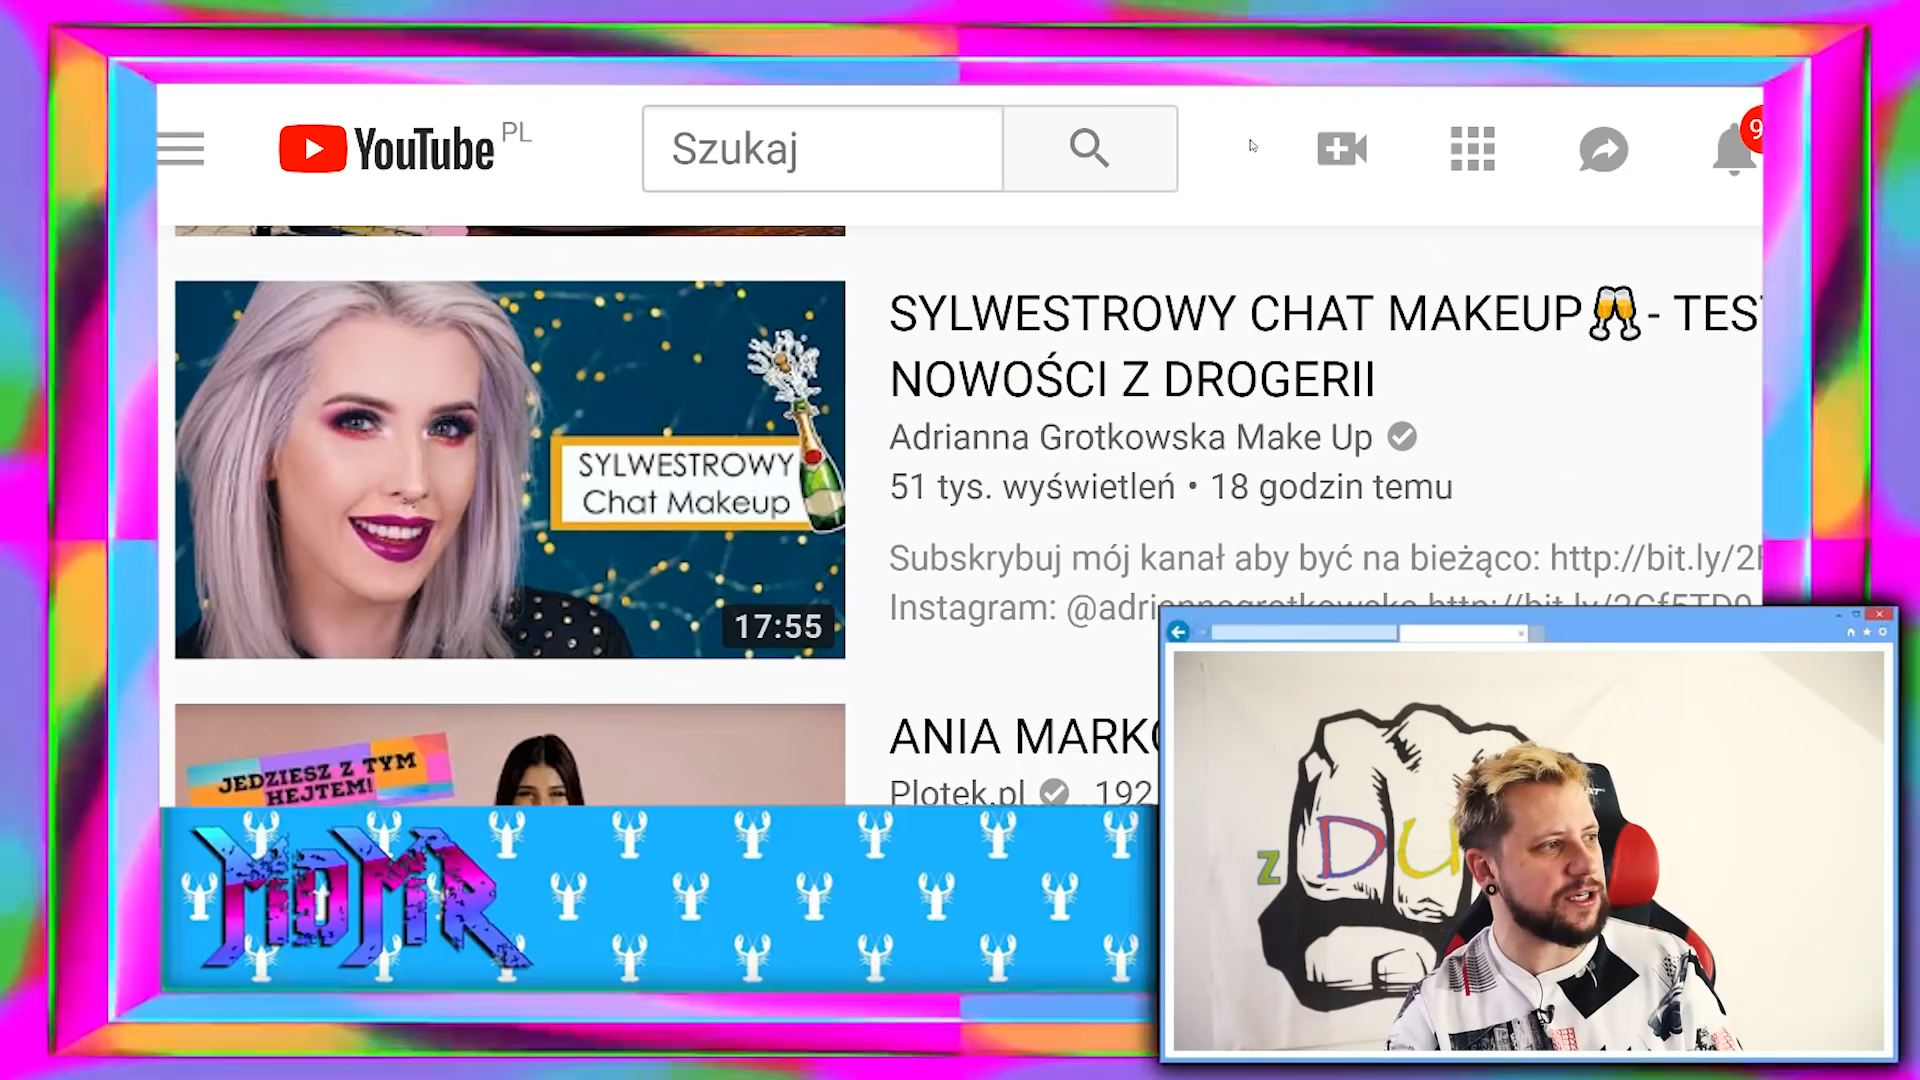 YouTube PL
Szukaj
9
SYLWESTROWY
Chat Makeup
17:55
SYLWESTROWY CHAT MAKEUP🥂- TES
NOWOŚCI Z DROGERII
Adrianna Grotkowska Make Up
51 tys. wyświetleń • 18 godzin temu
Subskrybuj mój kanał aby być na bieżąco: http://bit.ly/2
Instagram:
JEDZIESZ Z TYM
HEJTEM!
ANIA
Plotek.pl 192
MDMR
Z DU